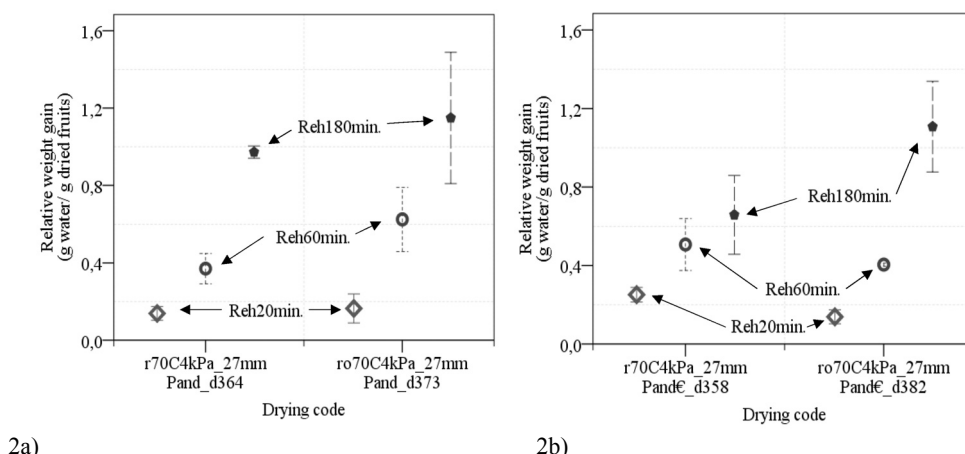 Relative weight gain
(g water/ g dried fruits)
1,6
1,2
0,8
0,4
0,0
Reh180min.
Reh60min.
Reh20min.
r70C4kPa_27mm
Pand_d364
ro70C4kPa_27mm
Pand_d373
Drying code
2a)
Relative weight gain
(g water/g dried fruits)
1,6
1,2
0,8
0,4
0,0
Reh180min.
Reh60min.
Reh20min.
r70C4kPa_27mm
Pand€_d358
ro70C4kPa_27mm
Pand€_d382
Drying code
2b)